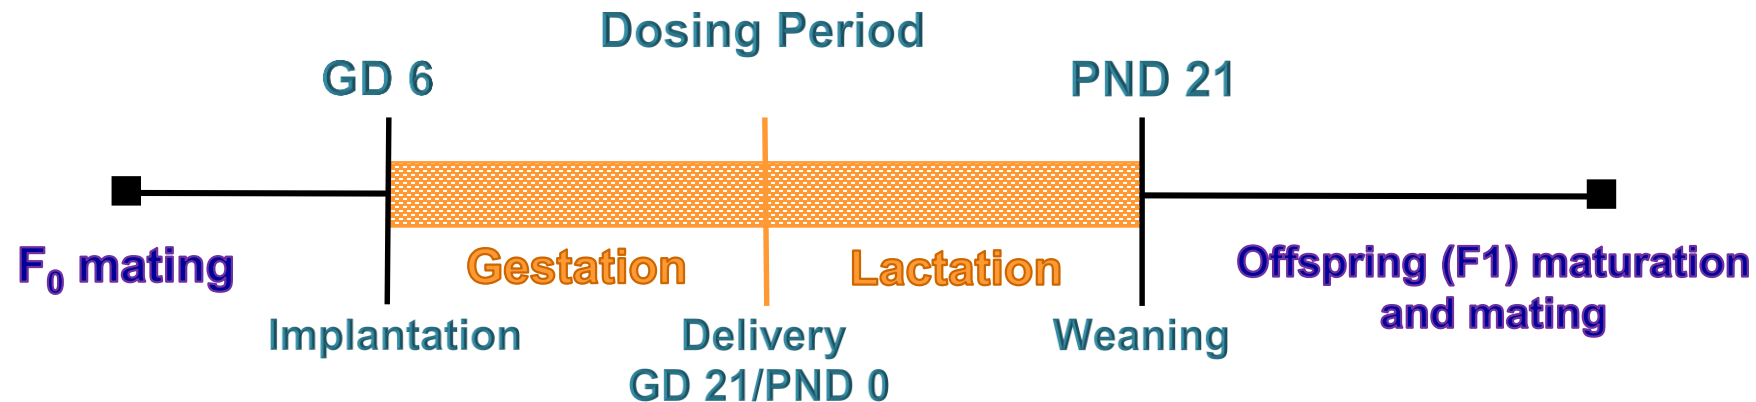 Dosing Period
GD 6
PND 21
F₀ mating
Gestation
Lactation
Offspring (F1) maturation
and mating
Implantation
Delivery
GD 21/PND 0
Weaning